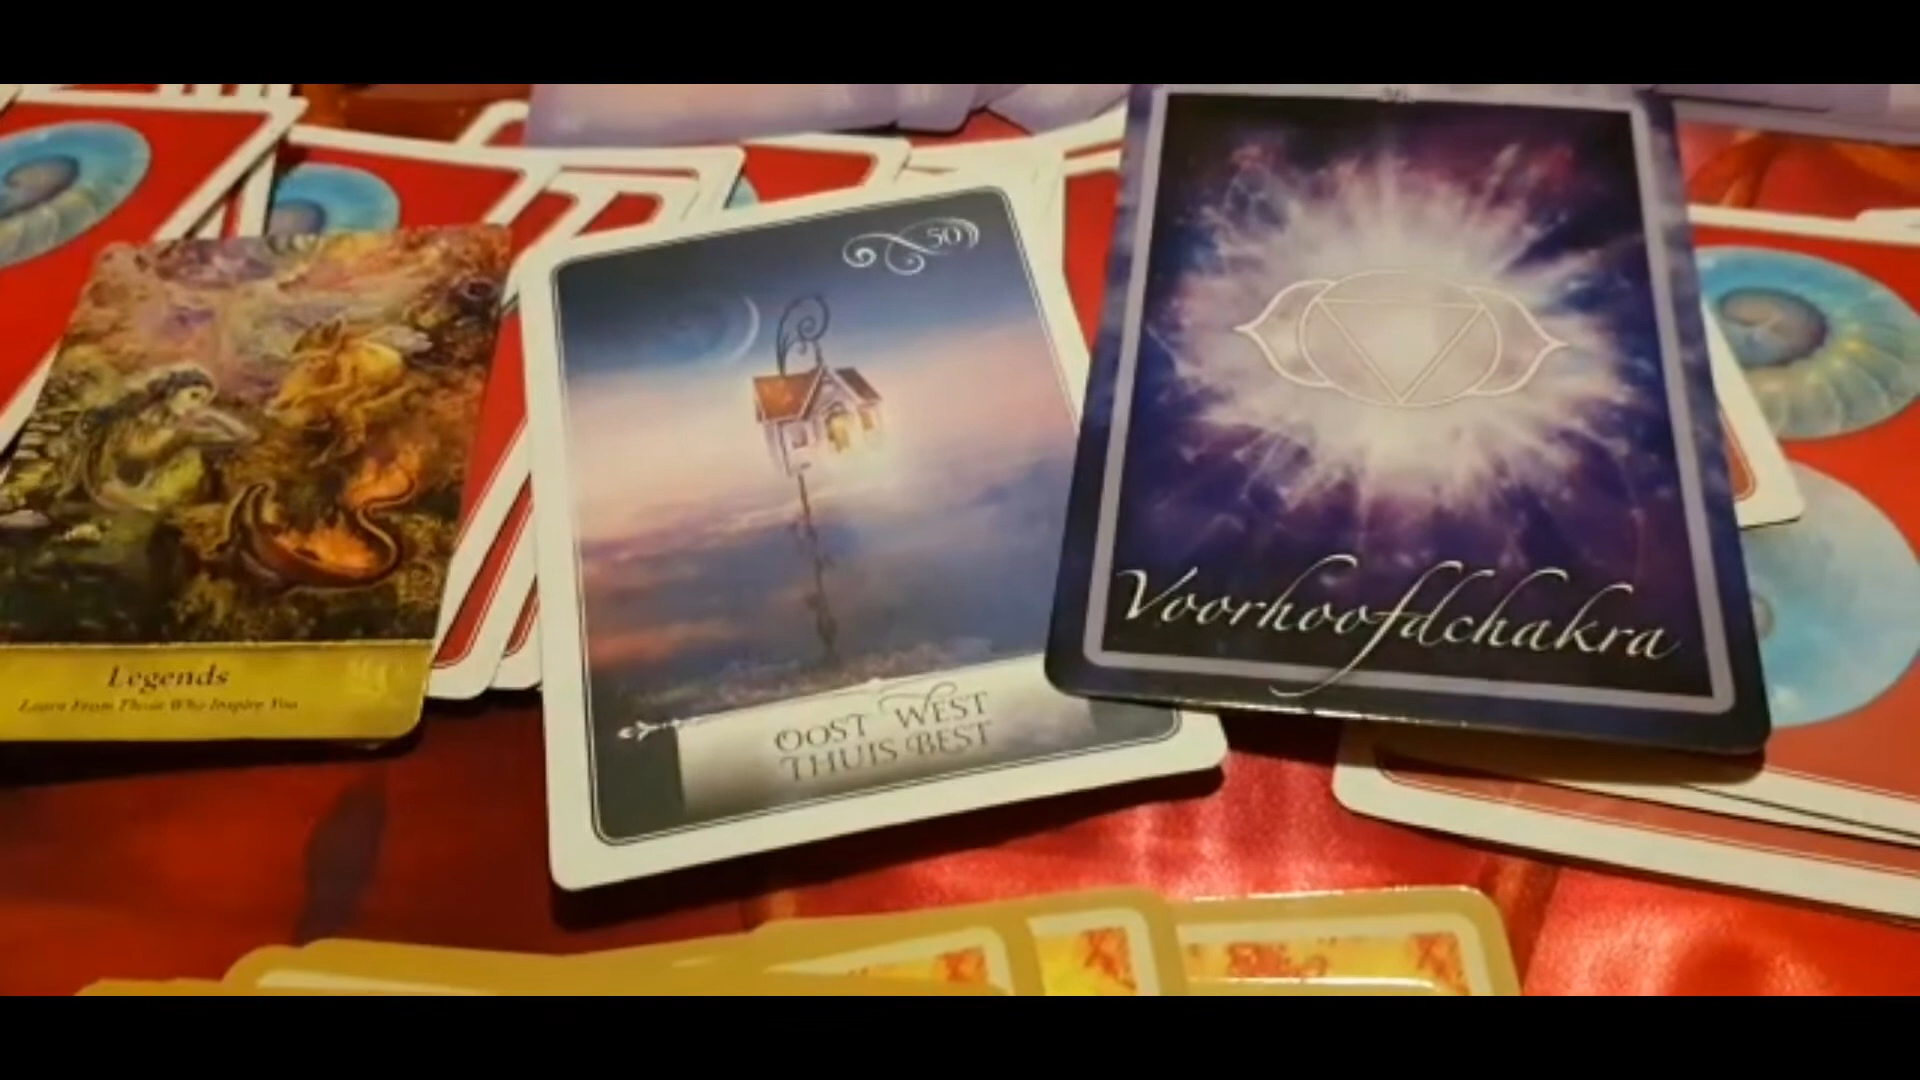 Legends
Learn From Those Who Inspire You
50
OOST WEST
THUIS BEST
Voorhoofdchakra